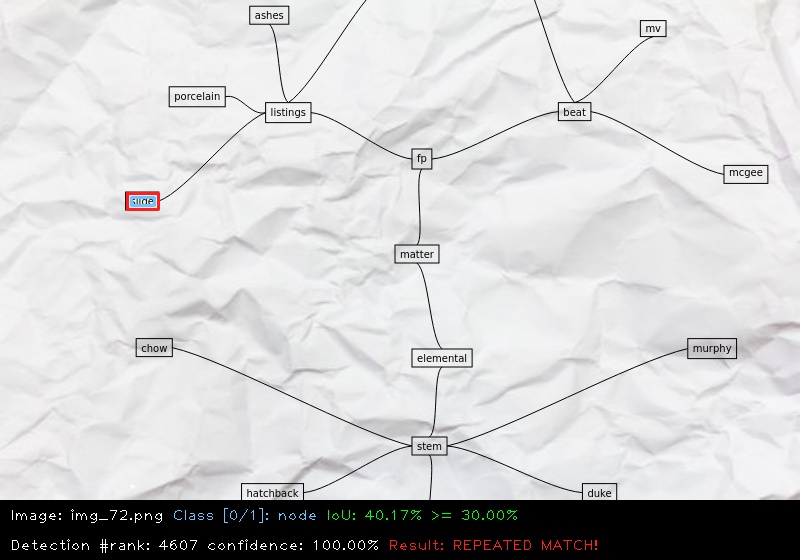 ashes
mv
porcelain
listings
beat
fp
mcgee
matter
chow
murphy
elemental
stem
hatchback
duke
Image: img_72.png Class [0/1]: node IoU: 40.17% >= 30.00%
Detection #rank: 4607 confidence: 100.00% Result: REPEATED MATCH!